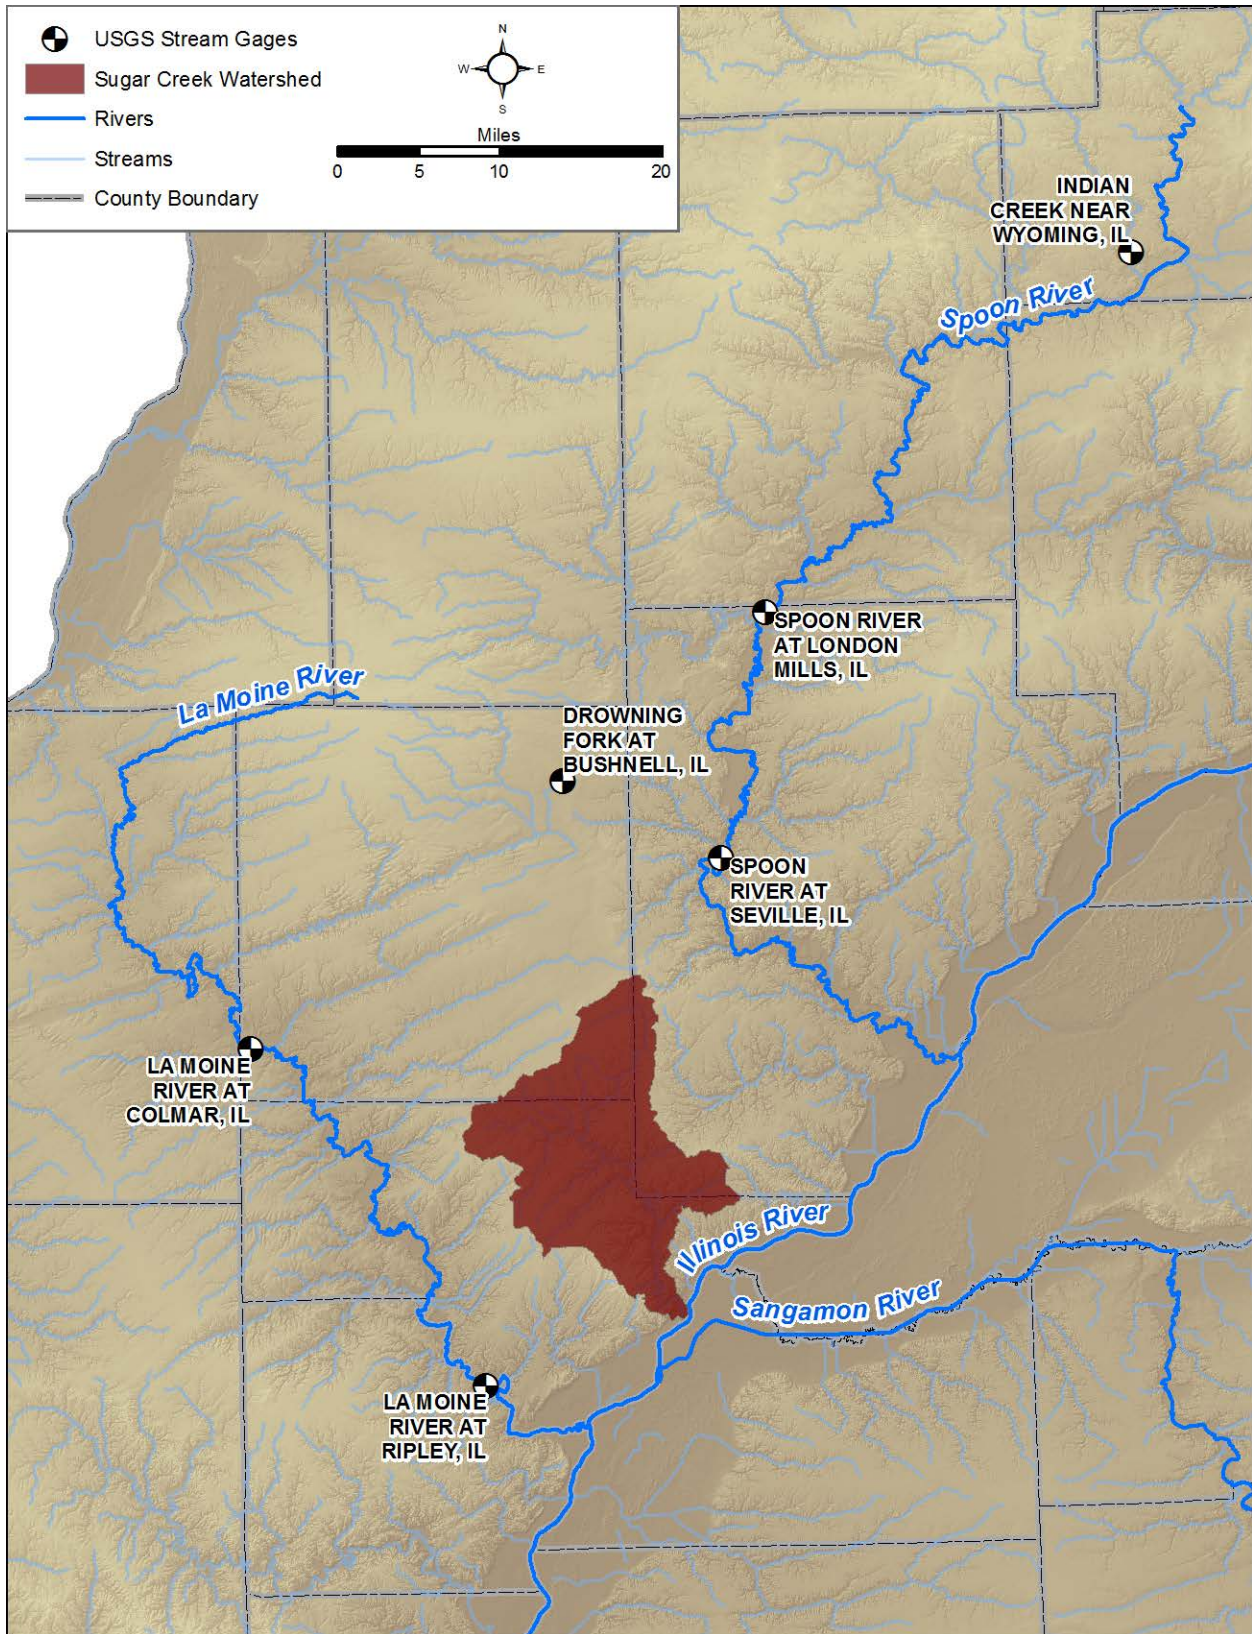 USGS Stream Gages
Sugar Creek Watershed
Rivers
Streams
County Boundary
N
W E
S
Miles
0 5 10 20
INDIAN
CREEK NEAR
WYOMING, IL
Spoon River
SPOON RIVER
AT LONDON
MILLS, IL
La Moine River
DROWNING
FORK AT
BUSHNELL, IL
SPOON
RIVER AT
SEVILLE, IL
LA MOINE
RIVER AT
COLMAR, IL
Illinois River
Sangamon River
LA MOINE
RIVER AT
RIPLEY, IL